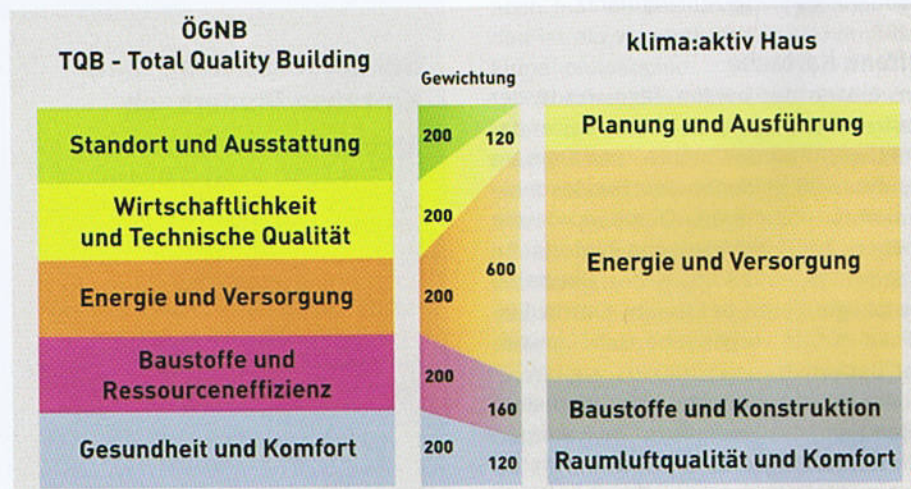 ÖGNB
TQB - Total Quality Building
Gewichtung
klima:aktiv Haus
Standort und Ausstattung
200
120
Planung und Ausführung
Wirtschaftlichkeit
und Technische Qualität
200
Energie und Versorgung
200
600
Energie und Versorgung
Baustoffe und
Ressourceneffizienz
200
160
Baustoffe und Konstruktion
Gesundheit und Komfort
200
120
Raumluftqualität und Komfort